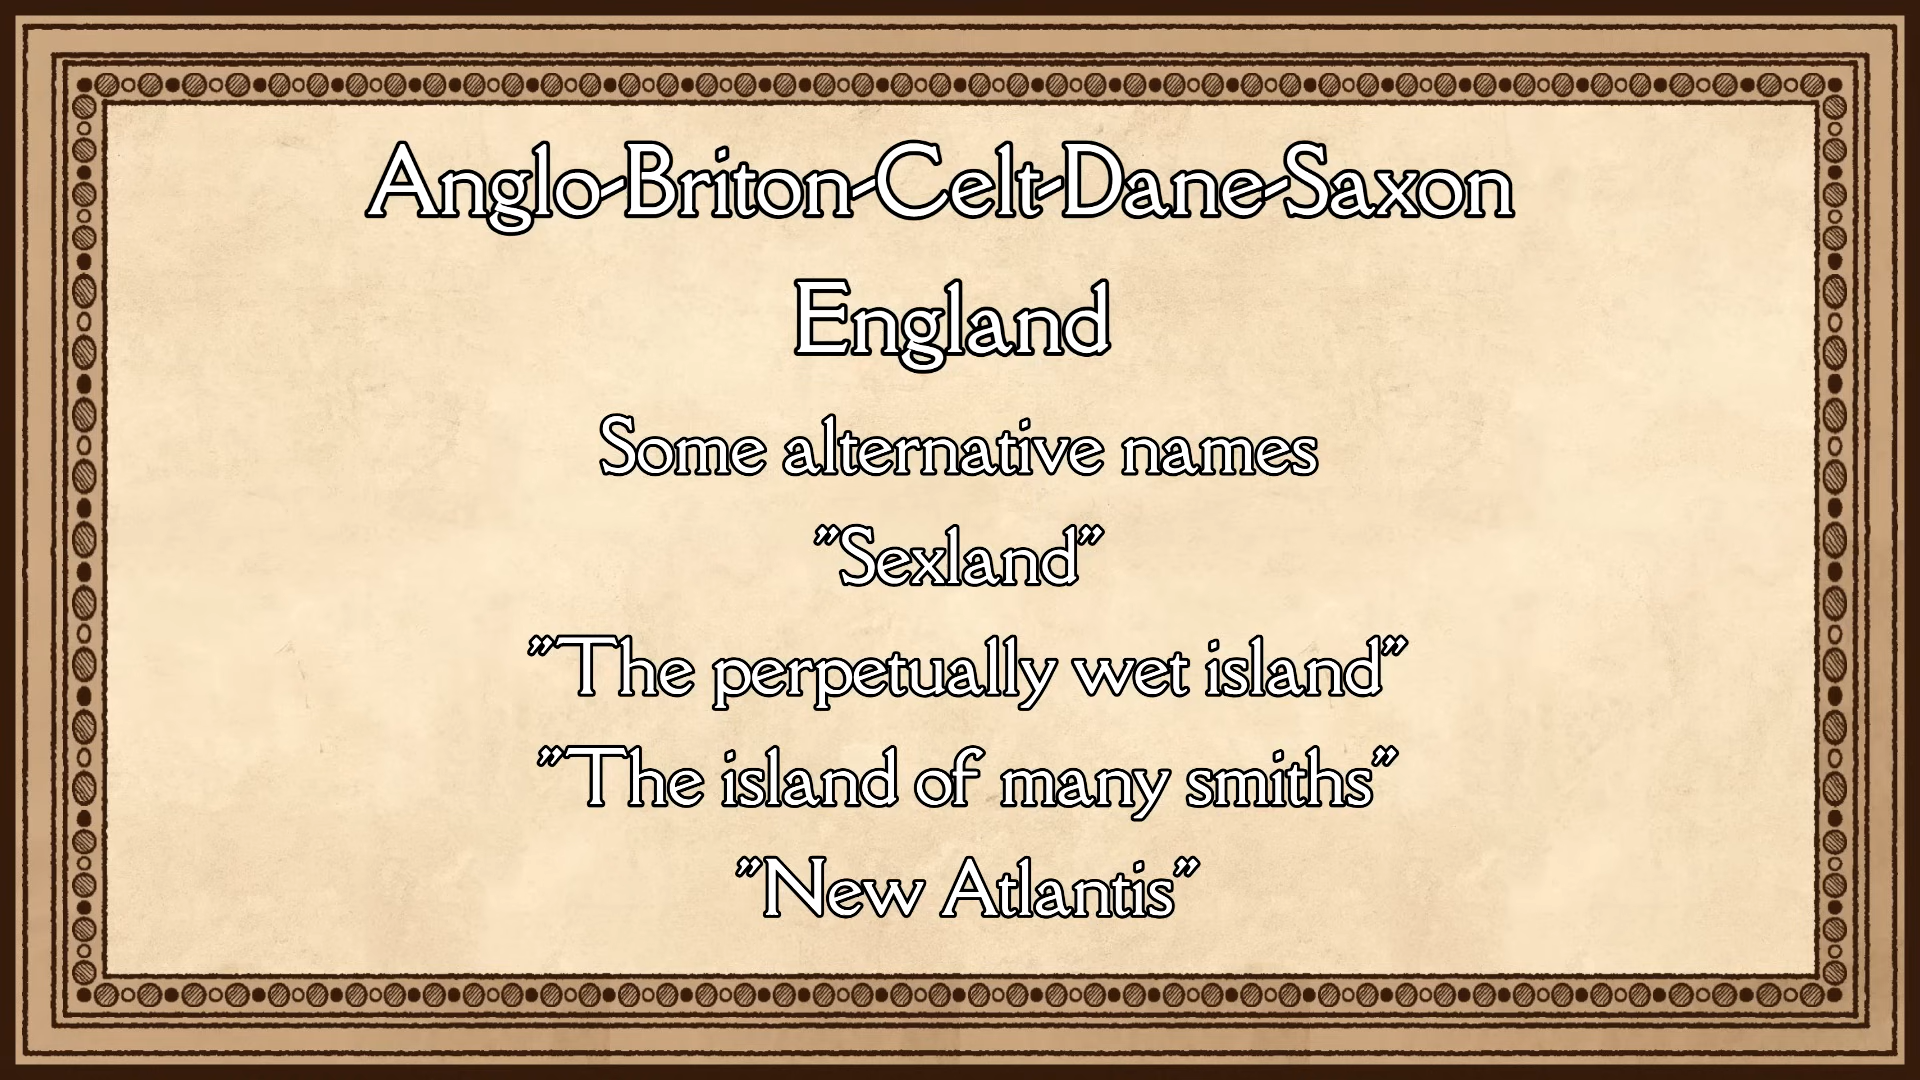 Anglo-Briton-Celt-Dane-Saxon
England
Some alternative names
"Sexland"
"The perpetually wet island"
"The island of many smiths"
"New Atlantis"